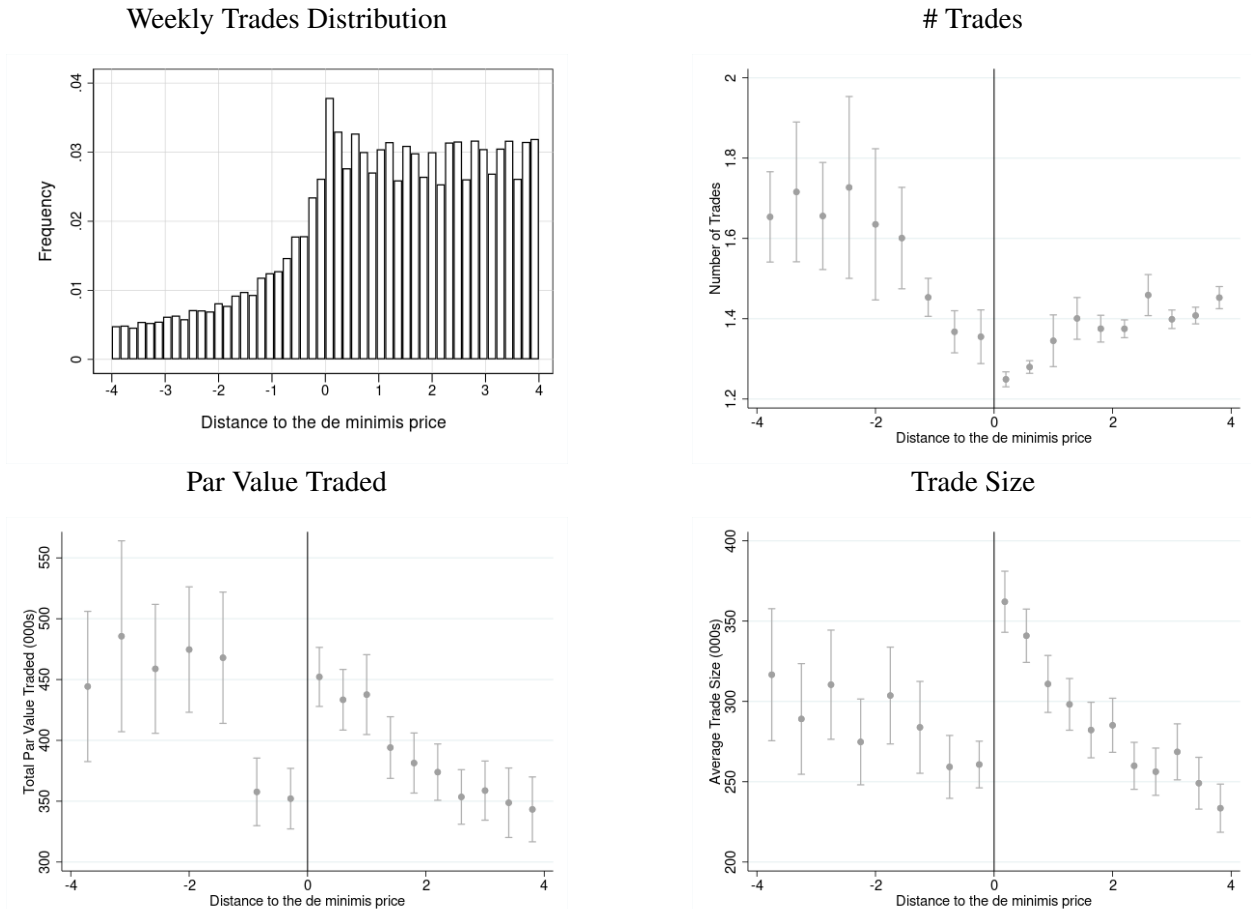 Weekly Trades Distribution
# Trades
.04
.03
.02
.01
0
Frequency
-4 -3 -2 -1 0 1 2 3 4
Distance to the de minimis price
2
1.8
1.6
1.4
1.2
Number of Trades
-4 -2 0 2 4
Distance to the de minimis price
Par Value Traded
Trade Size
550
500
450
400
350
300
Total Par Value Traded (000s)
-4 -2 0 2 4
Distance to the de minimis price
400
350
300
250
200
Average Trade Size (000s)
-4 -2 0 2 4
Distance to the de minimis price